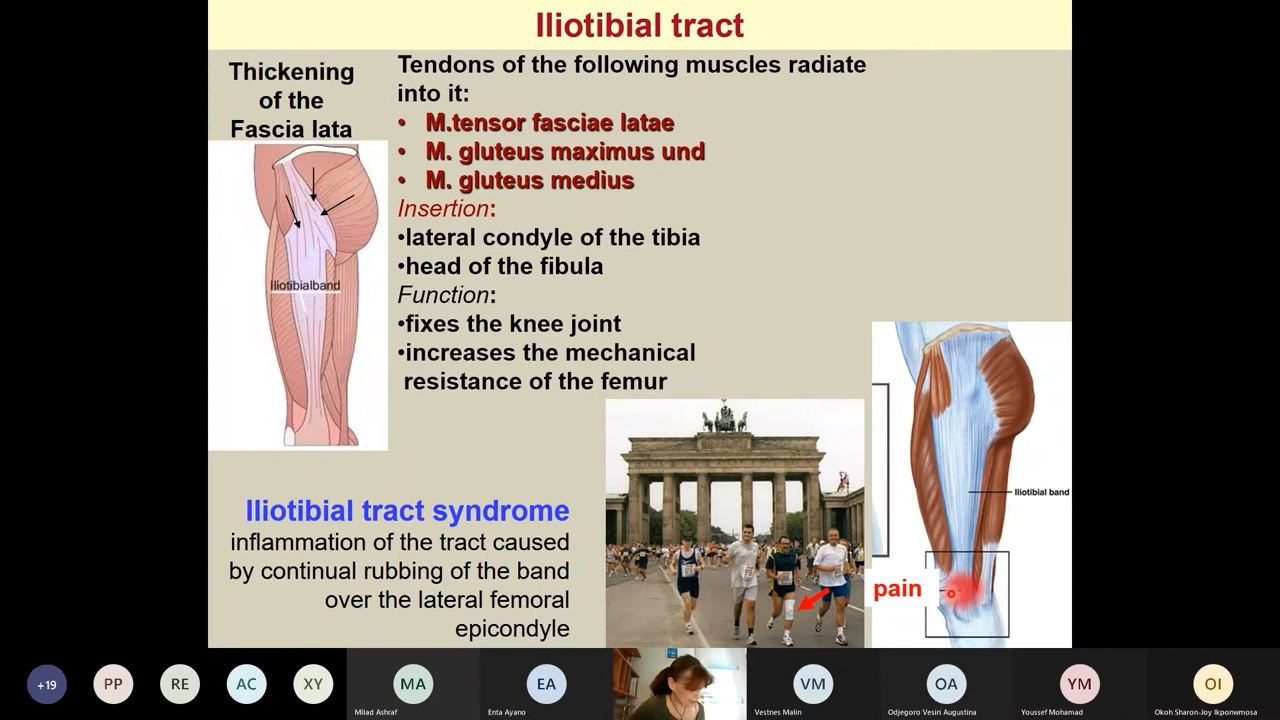 Iliotibial tract
Thickening
of the
Fascia lata
Iliotibialband
Tendons of the following muscles radiate
into it:
• M.tensor fasciae latae
• M. gluteus maximus und
• M. gluteus medius
Insertion:
•lateral condyle of the tibia
•head of the fibula
Function:
•fixes the knee joint
•increases the mechanical
resistance of the femur
Iliotibial tract syndrome
inflammation of the tract caused
by continual rubbing of the band
over the lateral femoral
epicondyle
Iliotibial band
pain
+19
PP
RE
AC
XY
MA
Milad Ashraf
EA
Enta Ayano
VM
Vestnes Malin
OA
Odjegoro Vesiri Augustina
YM
Youssef Mohamad
OI
Okoh Sharon-Joy Ikponwmosa